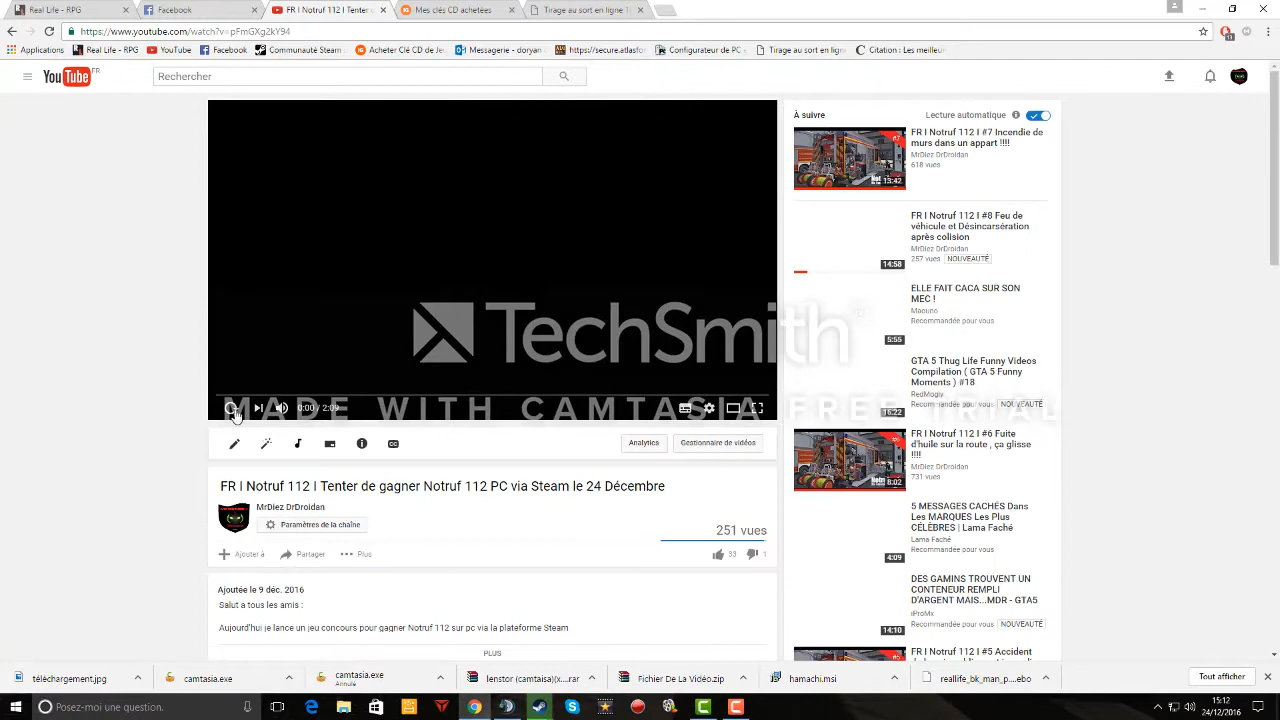 Real Life - RPG
Facebook
FR I Notruf 112 I Tenter
IG Mes clés CD achetées
Tirage au sort en ligne
https://www.youtube.com/watch?v=pFmGXg2kY94
Applications
Real Life - RPG
YouTube
Facebook
Communauté Steam
IG Acheter Clé CD de
Messagerie - doryan
https://secure.atlas
Configurateur de PC
Tirage au sort en lig
Citation : Les meilleu
YouTube FR
Rechercher
À suivre
Lecture automatique
FR I Notruf 112 I #7 Incendie de
murs dans un appart !!!!
MrDiez DrDroidan
618 vues
13:42
FR I Notruf 112 I #8 Feu de
véhicule et Désincarsération
après colision
MrDiez DrDroidan
257 vues NOUVEAUTÉ
14:58
ELLE FAIT CACA SUR SON
MEC !
Recommandée pour vous
5:55
GTA 5 Thug Life Funny Videos
Compilation ( GTA 5 Funny
Moments ) #18
RedMogly
Recommandée pour vous NOUVEAUTÉ
TechSmith
MADE WITH CAMTASIA FREE TRIAL
0:00 / 2:09
FR I Notruf 112 I #6 Fuite
d'huile sur la route , ça glisse
!!!!
MrDiez DrDroidan
731 vues
8:02
Analytics
Gestionnaire de vidéos
FR I Notruf 112 I Tenter de gagner Notruf 112 PC via Steam le 24 Décembre
MrDiez DrDroidan
Paramètres de la chaîne
251 vues
Ajouter à
Partager
Plus
33
1
5 MESSAGES CACHÉS Dans
Les MARQUES Les Plus
CÉLÈBRES | Lama Faché
Lama Faché
Recommandée pour vous
4:09
DES GAMINS TROUVENT UN
CONTENEUR REMPLI
D'ARGENT MAIS...MDR - GTA5
iProMx
Recommandée pour vous NOUVEAUTÉ
14:10
FR I Notruf 112 I #5 Accident
Ajoutée le 9 déc. 2016
Salut a tous les amis :
Aujourd'hui je lance un jeu concours pour gagner Notruf 112 sur pc via la plateforme Steam
PLUS
téléchargement.jpg
camtasia.exe
camtasia.exe
Annulé
lenstor (camtasia)(x....rar
Fichier De La Vidéo.zip
hamachi.msi
reallife_bk_man_p....ebo
Tout afficher
Posez-moi une question.
15:12
24/12/2016